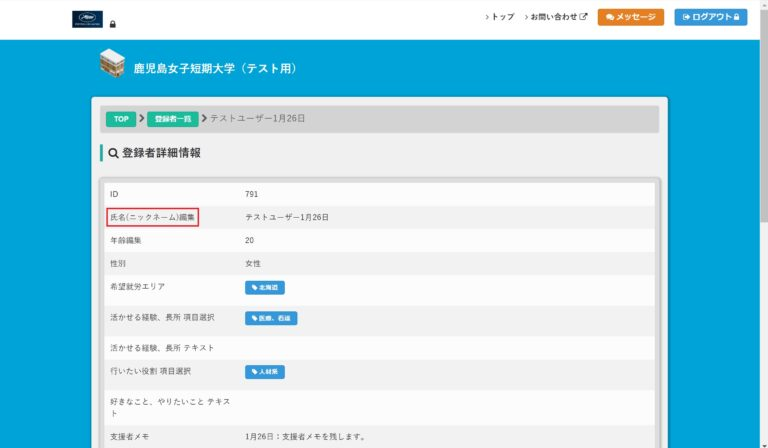 トップ お問い合わせ メッセージ ログアウト
鹿児島女子短期大学（テスト用）
TOP 登録者一覧 テストユーザー1月26日
登録者詳細情報
ID 791
氏名(ニックネーム)編集 テストユーザー1月26日
年齢編集 20
性別 女性
希望就労エリア 北海道
活かせる経験、長所 項目選択 医療、看護
活かせる経験、長所 テキスト
行いたい役割 項目選択 人材系
好きなこと、やりたいこと テキス
ト
支援者メモ 1月26日：支援者メモを残します。